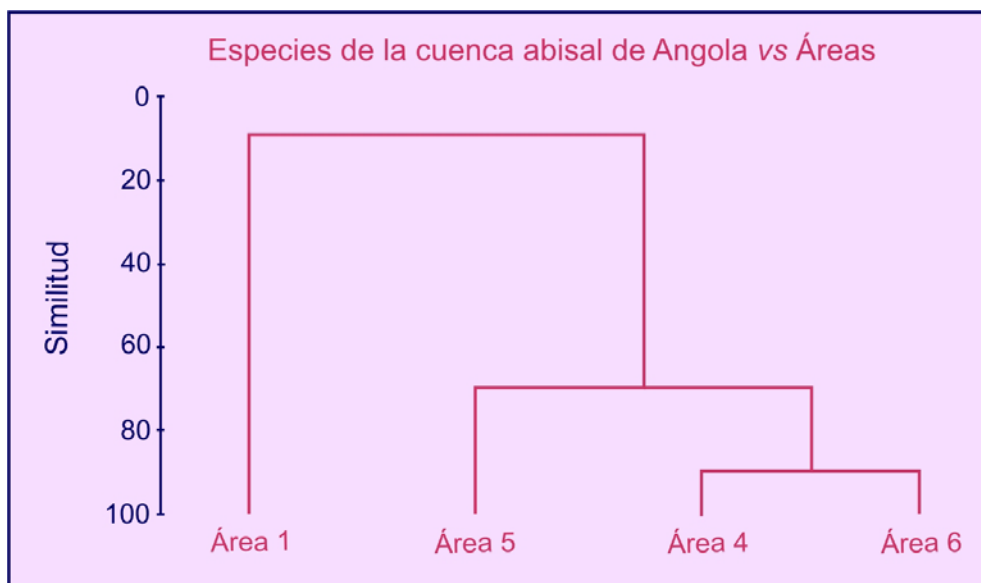 Especies de la cuenca abisal de Angola vs Áreas
0
20
40
60
80
100
Similitud
Área 1
Área 5
Área 4
Área 6